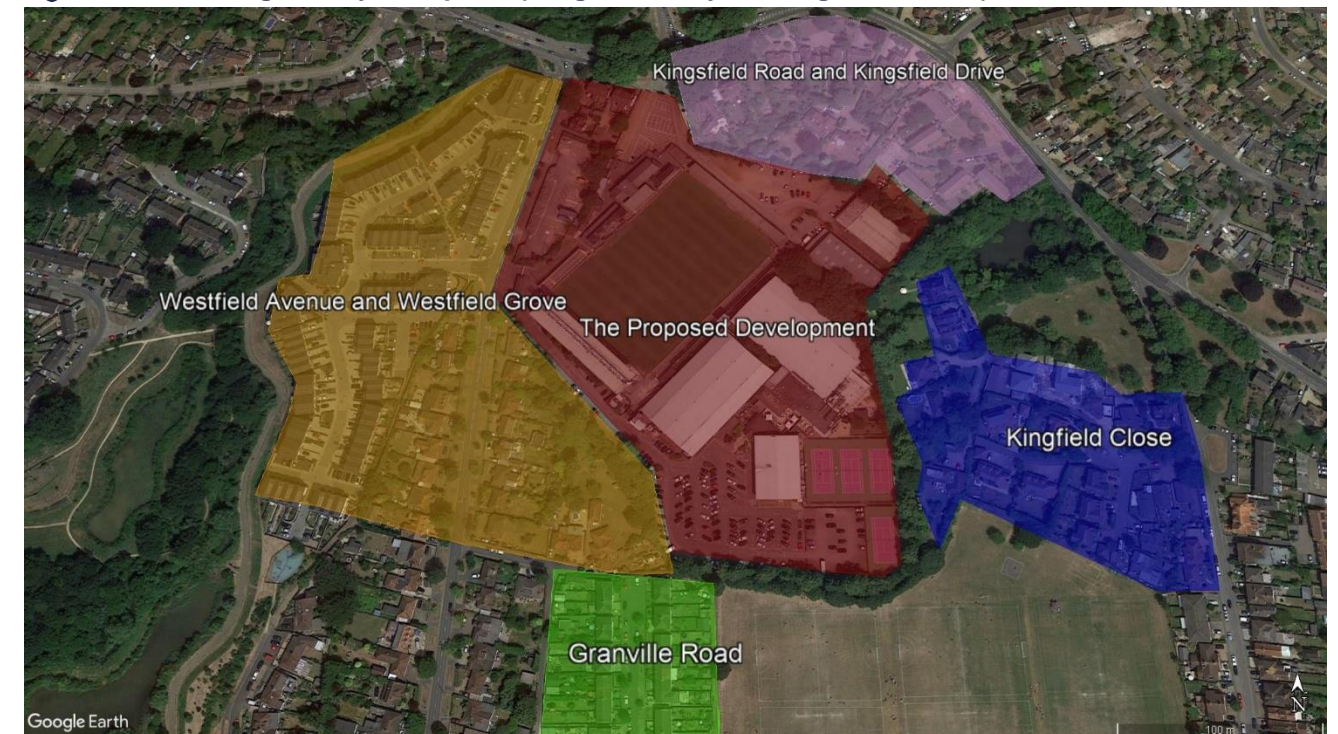 Kingsfield Road and Kingsfield Drive
Westfield Avenue and Westfield Grove
The Proposed Development
Kingfield Close
Granville Road
Google Earth
100 m
N